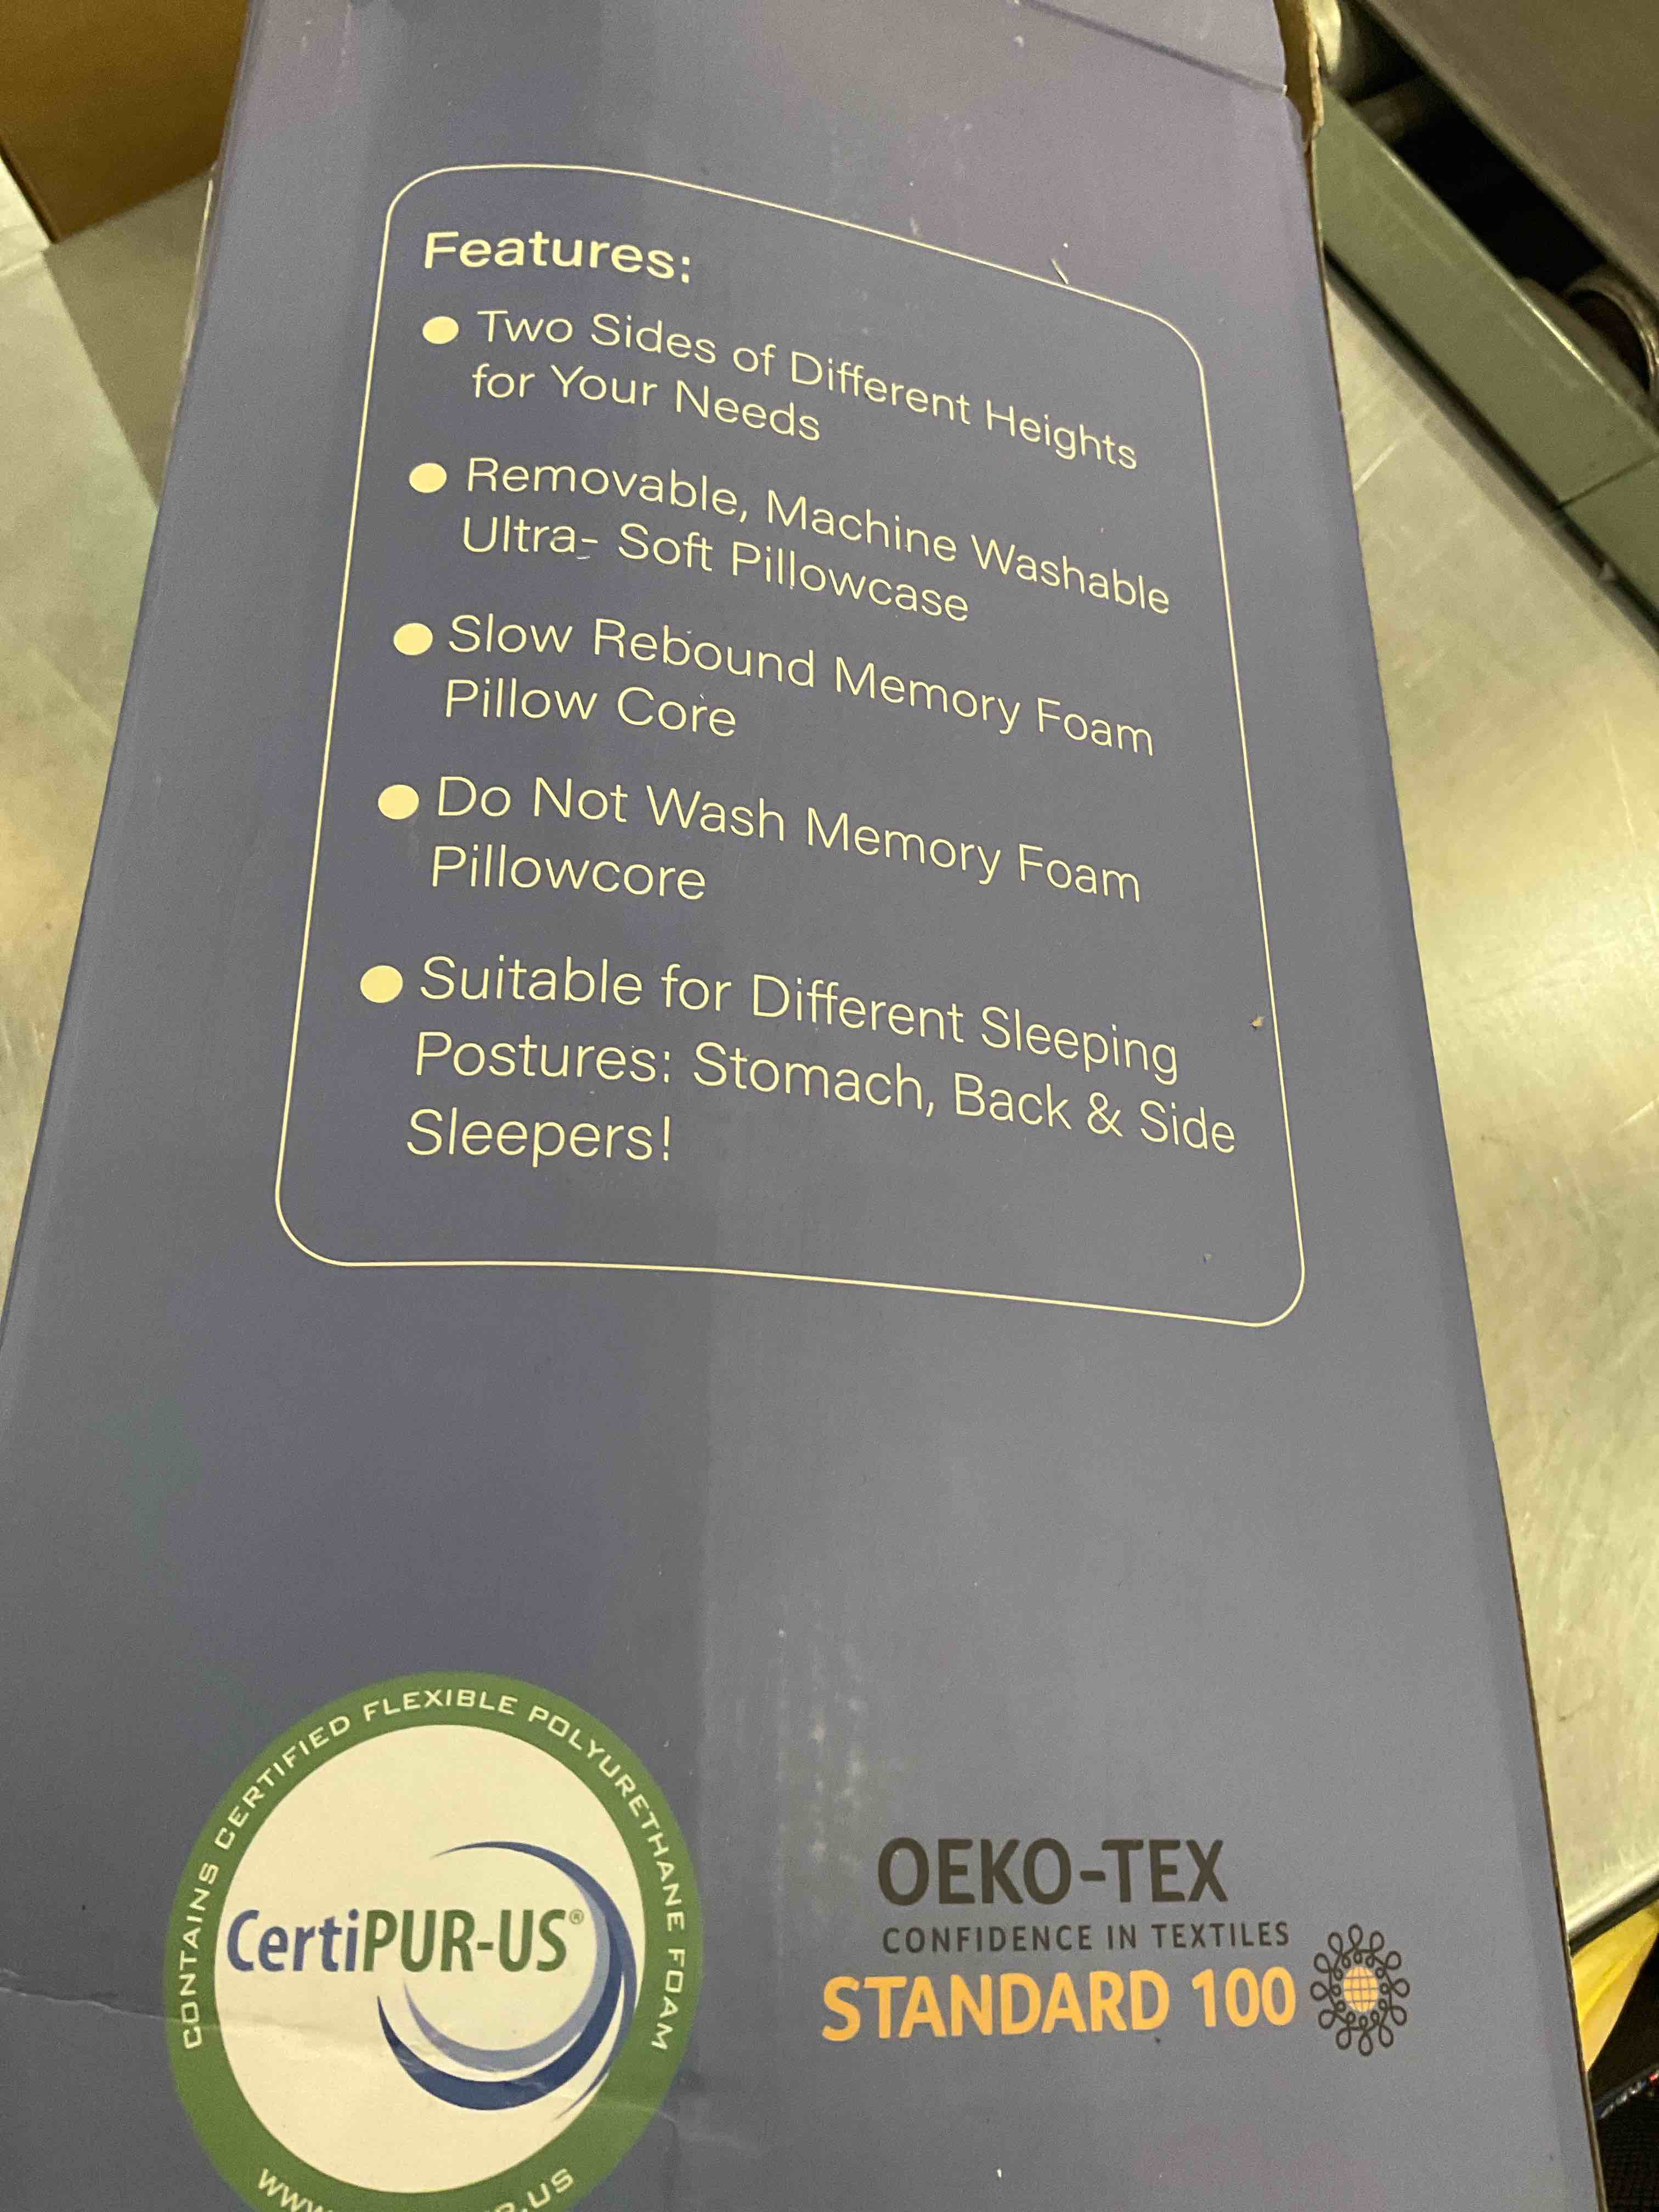 Features:
● Two Sides of Different Heights
for Your Needs
● Removable, Machine Washable
Ultra- Soft Pillowcase
● Slow Rebound Memory Foam
Pillow Core
● Do Not Wash Memory Foam
Pillowcore
● Suitable for Different Sleeping
Postures: Stomach, Back & Side
Sleepers!
CONTAINS CERTIFIED FLEXIBLE POLYURETHANE FOAM
CertiPUR-US®
OEKO-TEX
CONFIDENCE IN TEXTILES
STANDARD 100